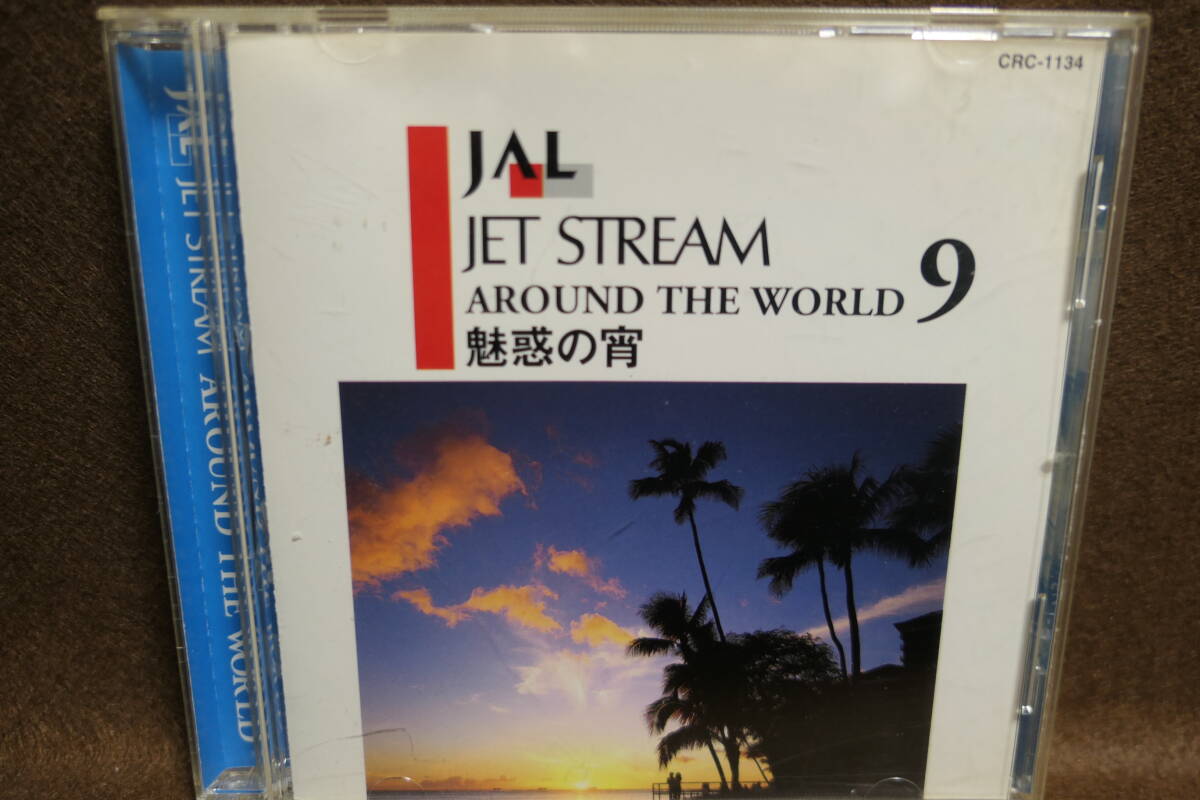 CRC-1134
JAL
JET STREAM
AROUND THE WORLD 9
魅惑の宵
JAL JET STREAM AROUND THE WORLD